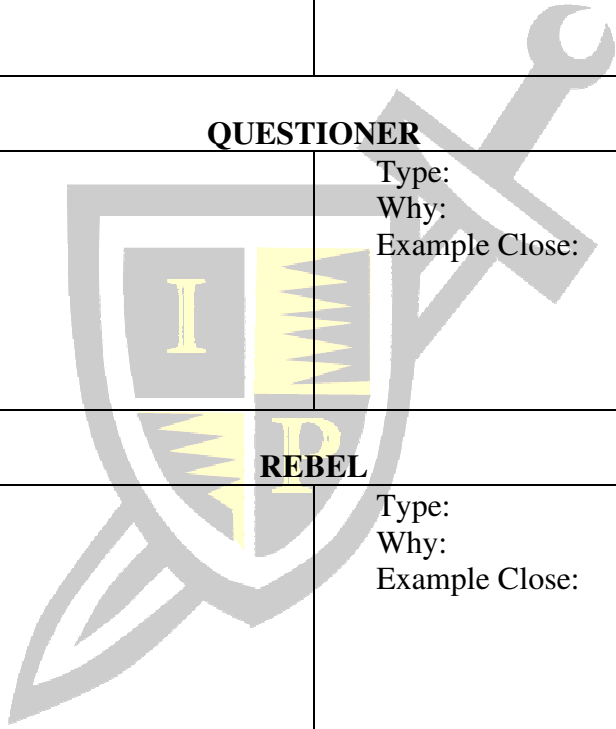 QUESTIONER
Type:
Why:
Example Close:
I
P
REBEL
Type:
Why:
Example Close: